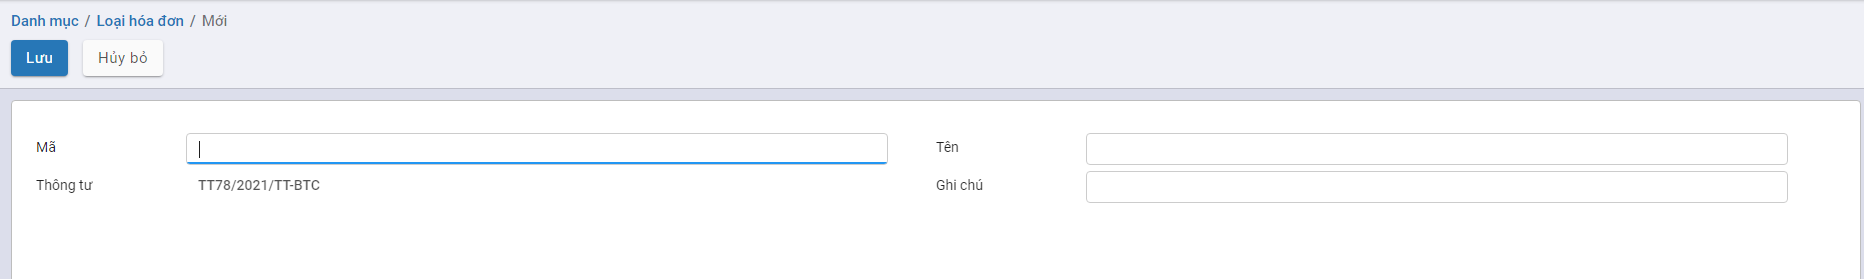 Danh mục / Loại hóa đơn / Mới
Lưu Hủy bỏ
Mã Tên
Thông tư TT78/2021/TT-BTC Ghi chú